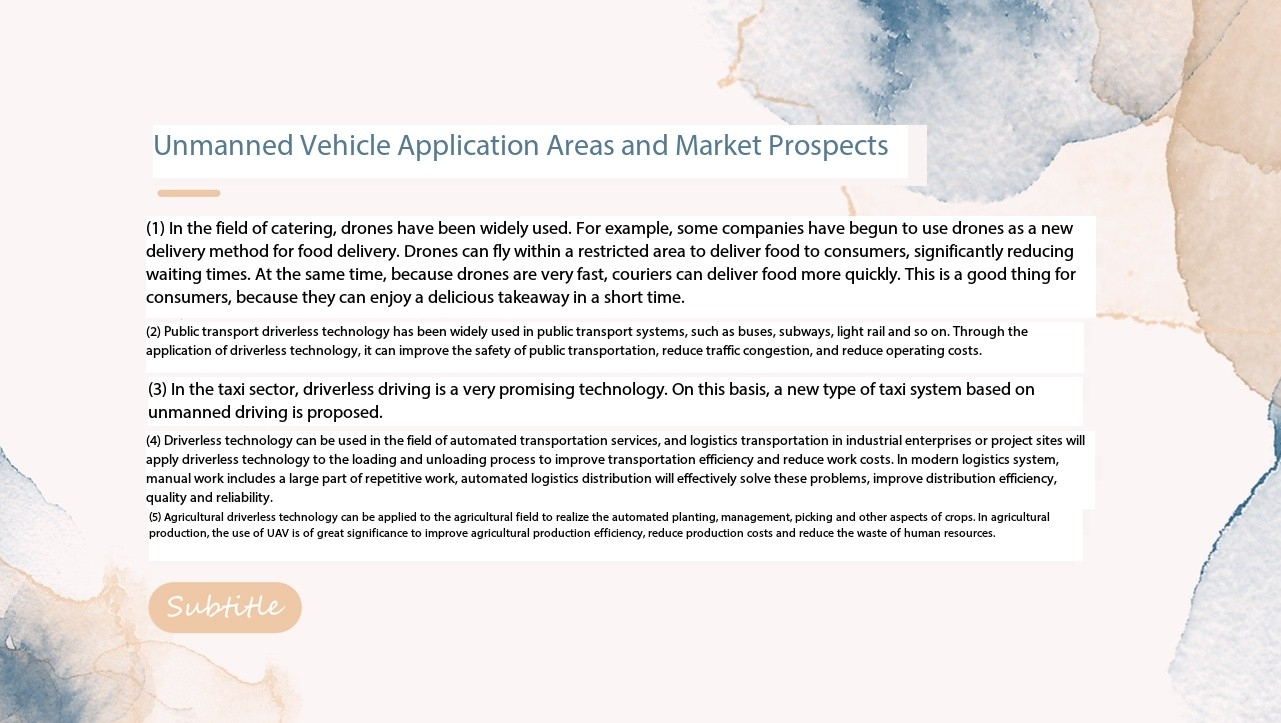 Unmanned Vehicle Application Areas and Market Prospects
(1) In the field of catering, drones have been widely used. For example, some companies have begun to use drones as a new
delivery method for food delivery. Drones can fly within a restricted area to deliver food to consumers, significantly reducing
waiting times. At the same time, because drones are very fast, couriers can deliver food more quickly. This is a good thing for
consumers, because they can enjoy a delicious takeaway in a short time.
(2) Public transport driverless technology has been widely used in public transport systems, such as buses, subways, light rail and so on. Through the
application of driverless technology, it can improve the safety of public transportation, reduce traffic congestion, and reduce operating costs.
(3) In the taxi sector, driverless driving is a very promising technology. On this basis, a new type of taxi system based on
unmanned driving is proposed.
(4) Driverless technology can be used in the field of automated transportation services, and logistics transportation in industrial enterprises or project sites will
apply driverless technology to the loading and unloading process to improve transportation efficiency and reduce work costs. In modern logistics system,
manual work includes a large part of repetitive work, automated logistics distribution will effectively solve these problems, improve distribution efficiency,
quality and reliability.
(5) Agricultural driverless technology can be applied to the agricultural field to realize the automated planting, management, picking and other aspects of crops. In agricultural
production, the use of UAV is of great significance to improve agricultural production efficiency, reduce production costs and reduce the waste of human resources.
Subtitle